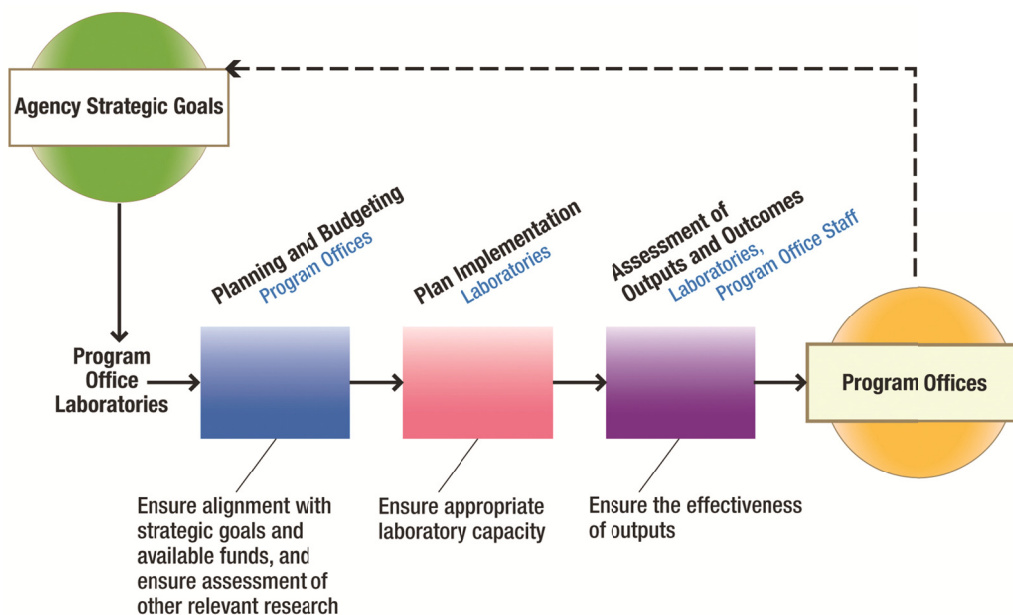 Agency Strategic Goals
Program
Office
Laboratories
Planning and Budgeting
Program Offices
Plan Implementation
Laboratories
Assessment of
Outputs and Outcomes
Laboratories,
Program Office Staff
Program Offices
Ensure alignment with
strategic goals and
available funds, and
ensure assessment of
other relevant research
Ensure appropriate
laboratory capacity
Ensure the effectiveness
of outputs